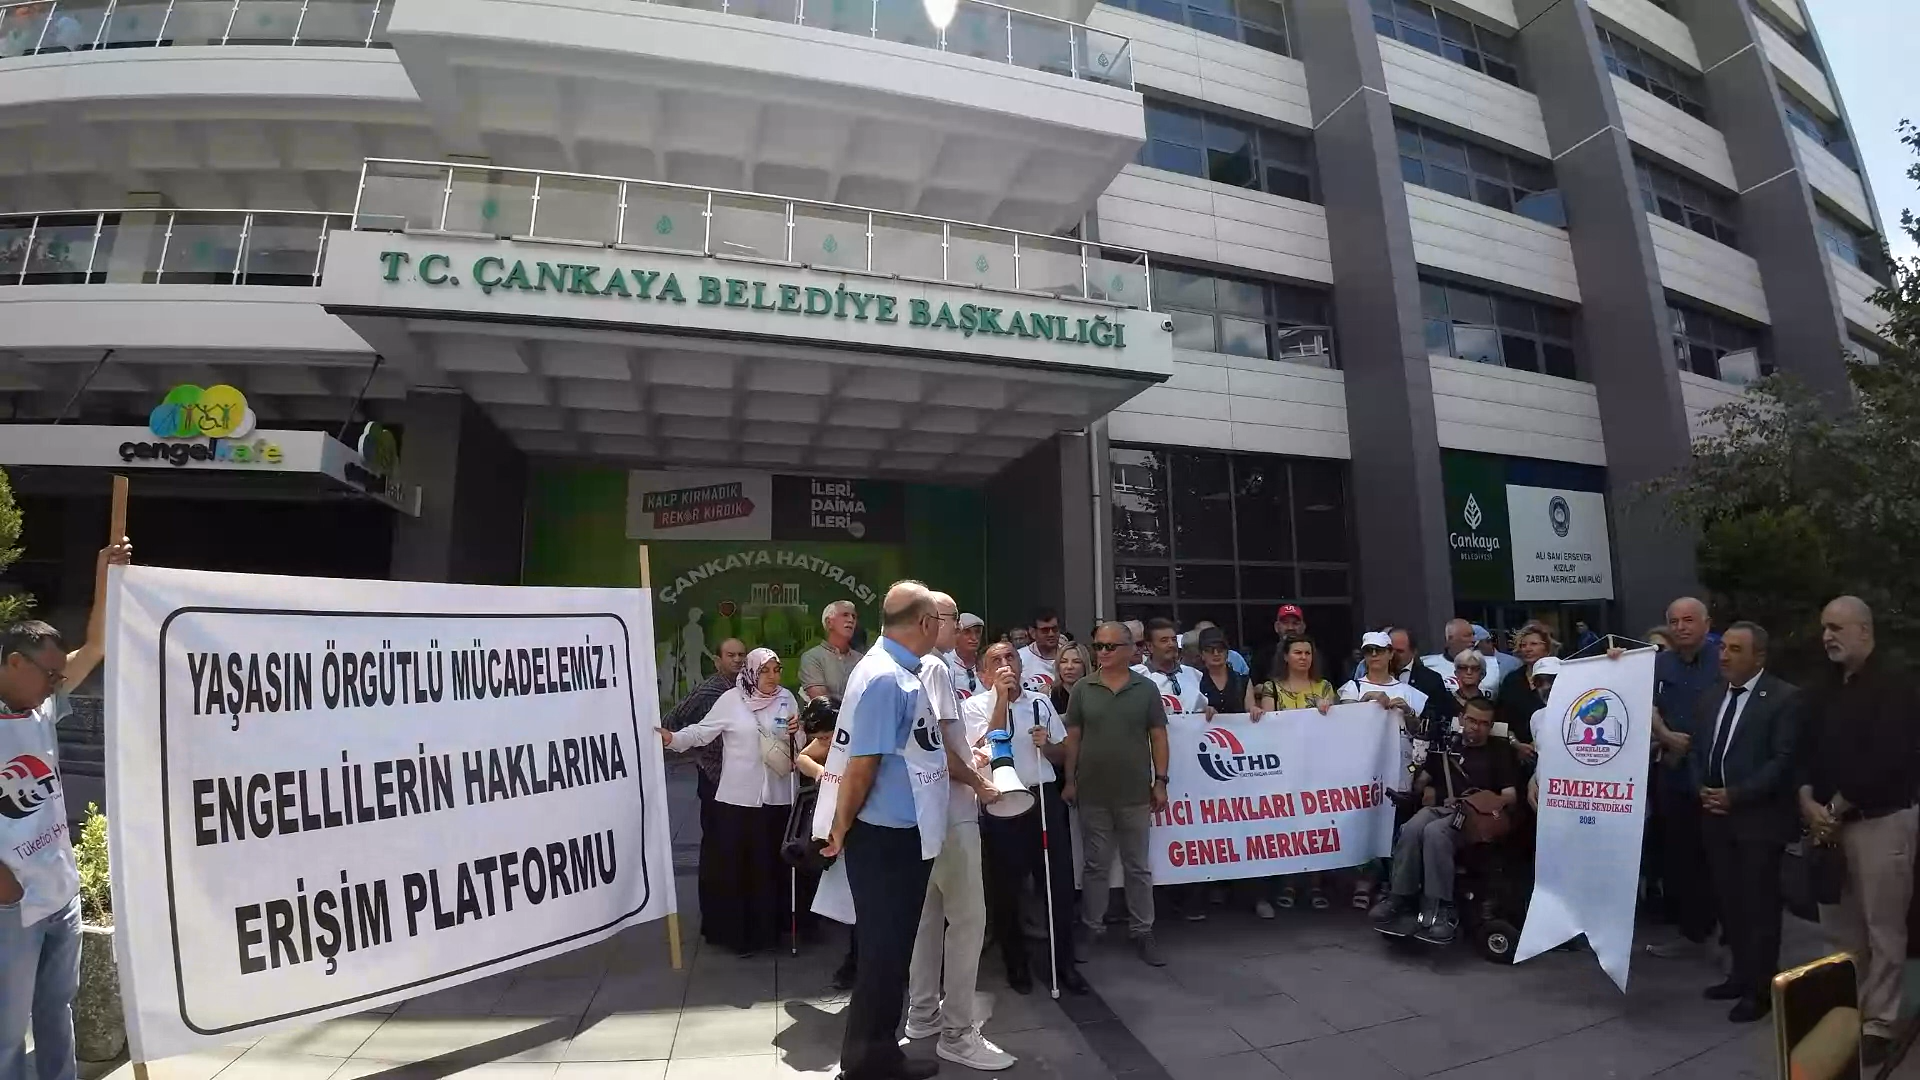 T.C. ÇANKAYA BELEDİYE BAŞKANLIĞI
çengelkafe
KALP KIRMADIK
REKOR KIRDIK
İLERİ,
DAİMA
İLERİ
ÇANKAYA HATIRASI
Çankaya
BELEDİYESİ
ALİ SAMİ ERSEVER
KIZILAY
ZABITA MERKEZ AMİRLİĞİ
YAŞASIN ÖRGÜTLÜ MÜCADELEMİZ !
ENGELLİLERİN HAKLARINA
ERİŞİM PLATFORMU
THD
TİCİ HAKLARI DERNEĞİ
GENEL MERKEZİ
EMEKLİ
MECLİSLERİ SENDİKASI
2023
Tüketici H